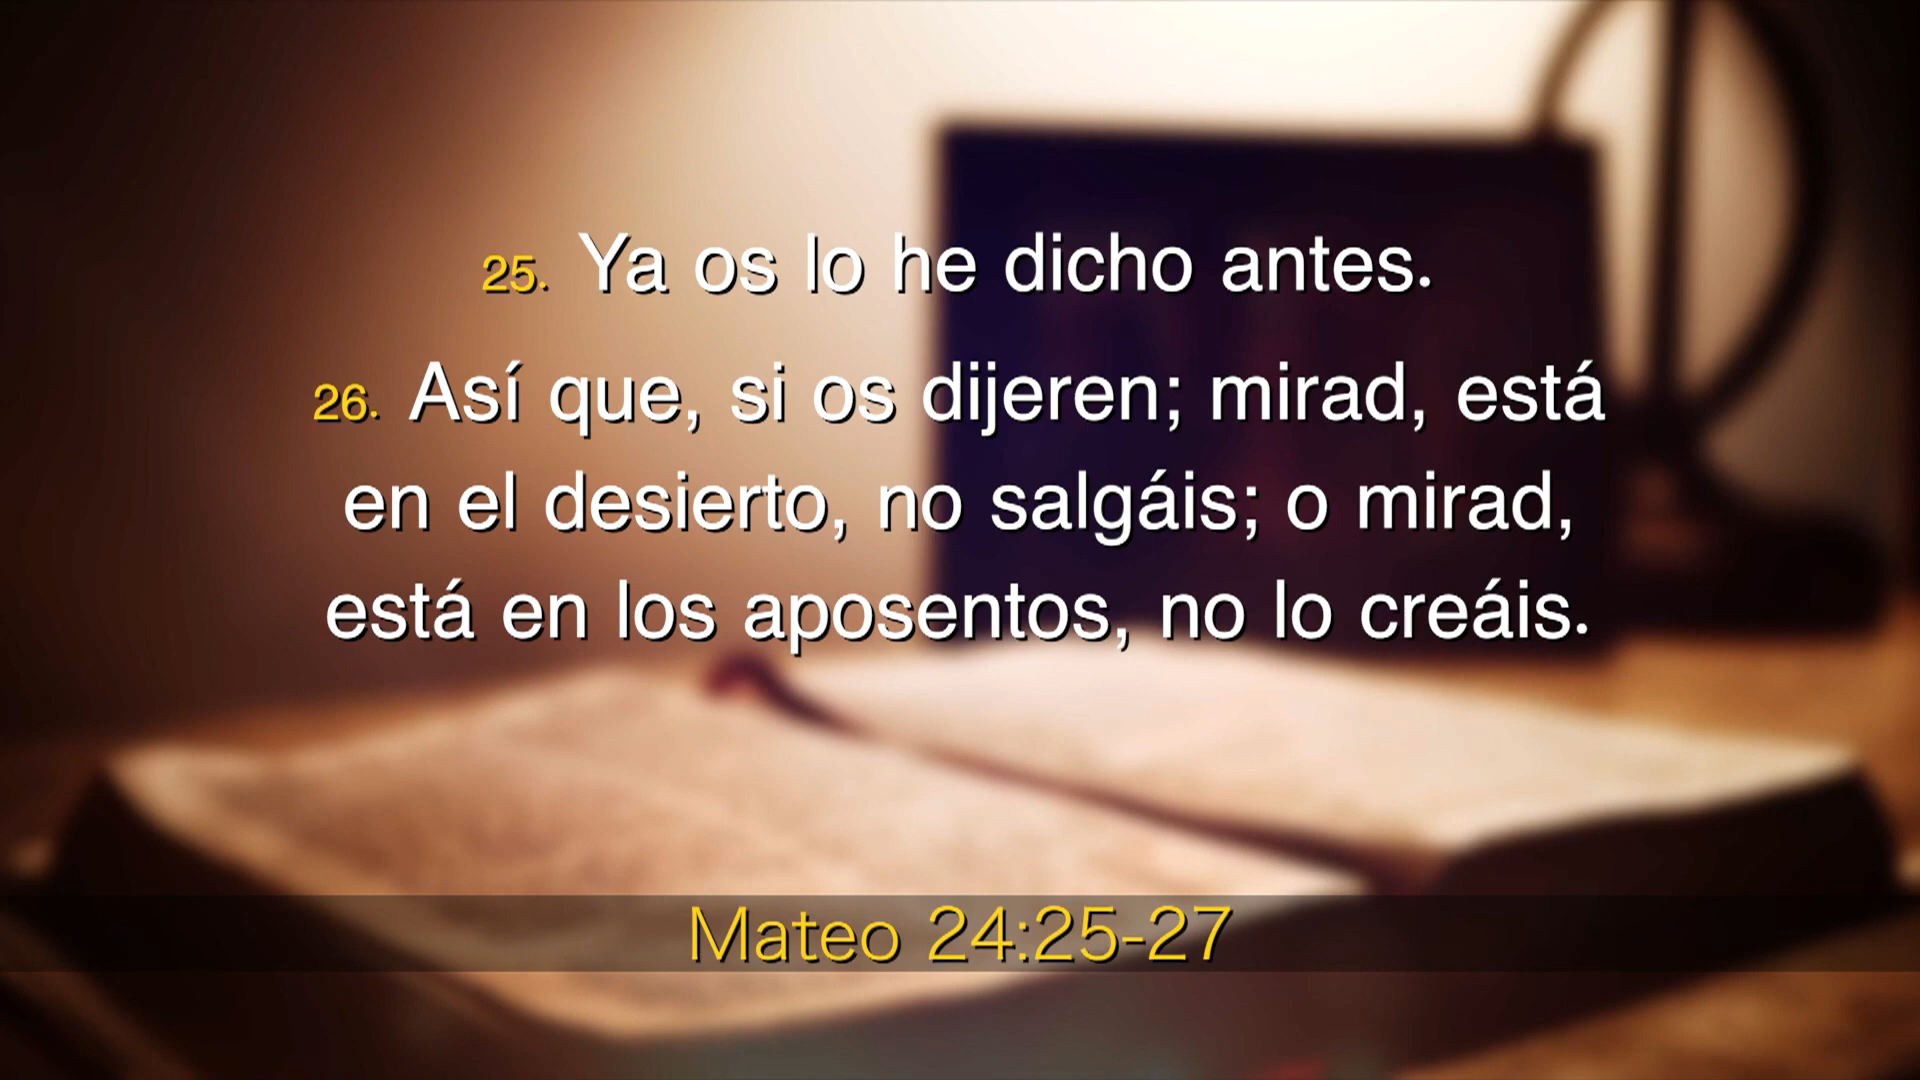 25. Ya os lo he dicho antes.
26. Así que, si os dijeren; mirad, está
en el desierto, no salgáis; o mirad,
está en los aposentos, no lo creáis.
Mateo 24:25-27